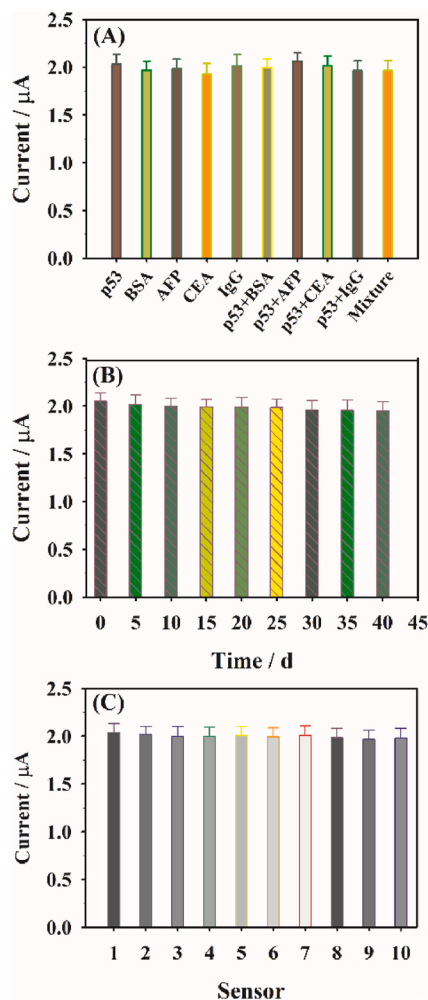 (A)
Current / μA
2.5
2.0
1.5
1.0
0.5
0.0
p53
BSA
AFP
CEA
IgG
p53+BSA
p53+AFP
p53+CEA
p53+IgG
Mixture
(B)
Current / μA
2.5
2.0
1.5
1.0
0.5
0.0
0 5 10 15 20 25 30 35 40 45
Time / d
(C)
Current / μA
2.5
2.0
1.5
1.0
0.5
0.0
1 2 3 4 5 6 7 8 9 10
Sensor